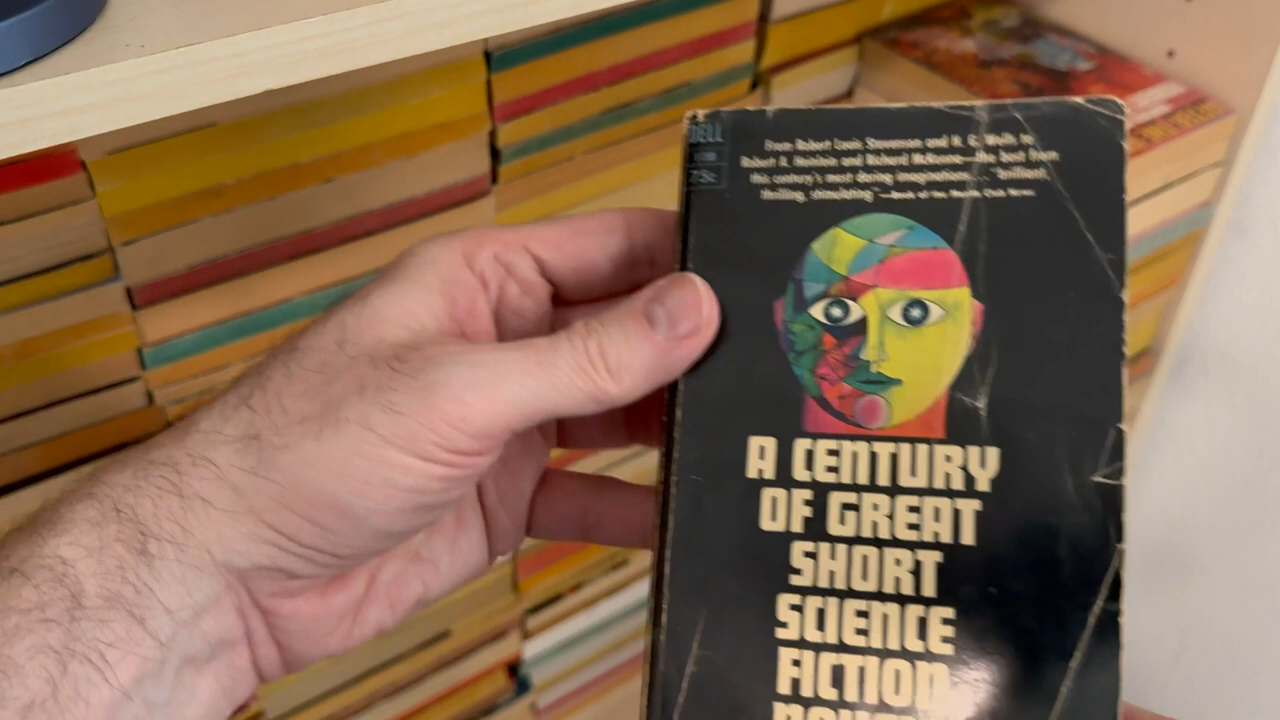 DELL
75c
From Robert Louis Stevenson and H. G. Wells to
Robert A. Heinlein and Richard McKenna—the best from
this century's most daring imaginations. . . "brilliant,
thrilling, stimulating"—Book of the Month Club News
A CENTURY
OF GREAT
SHORT
SCIENCE
FICTION